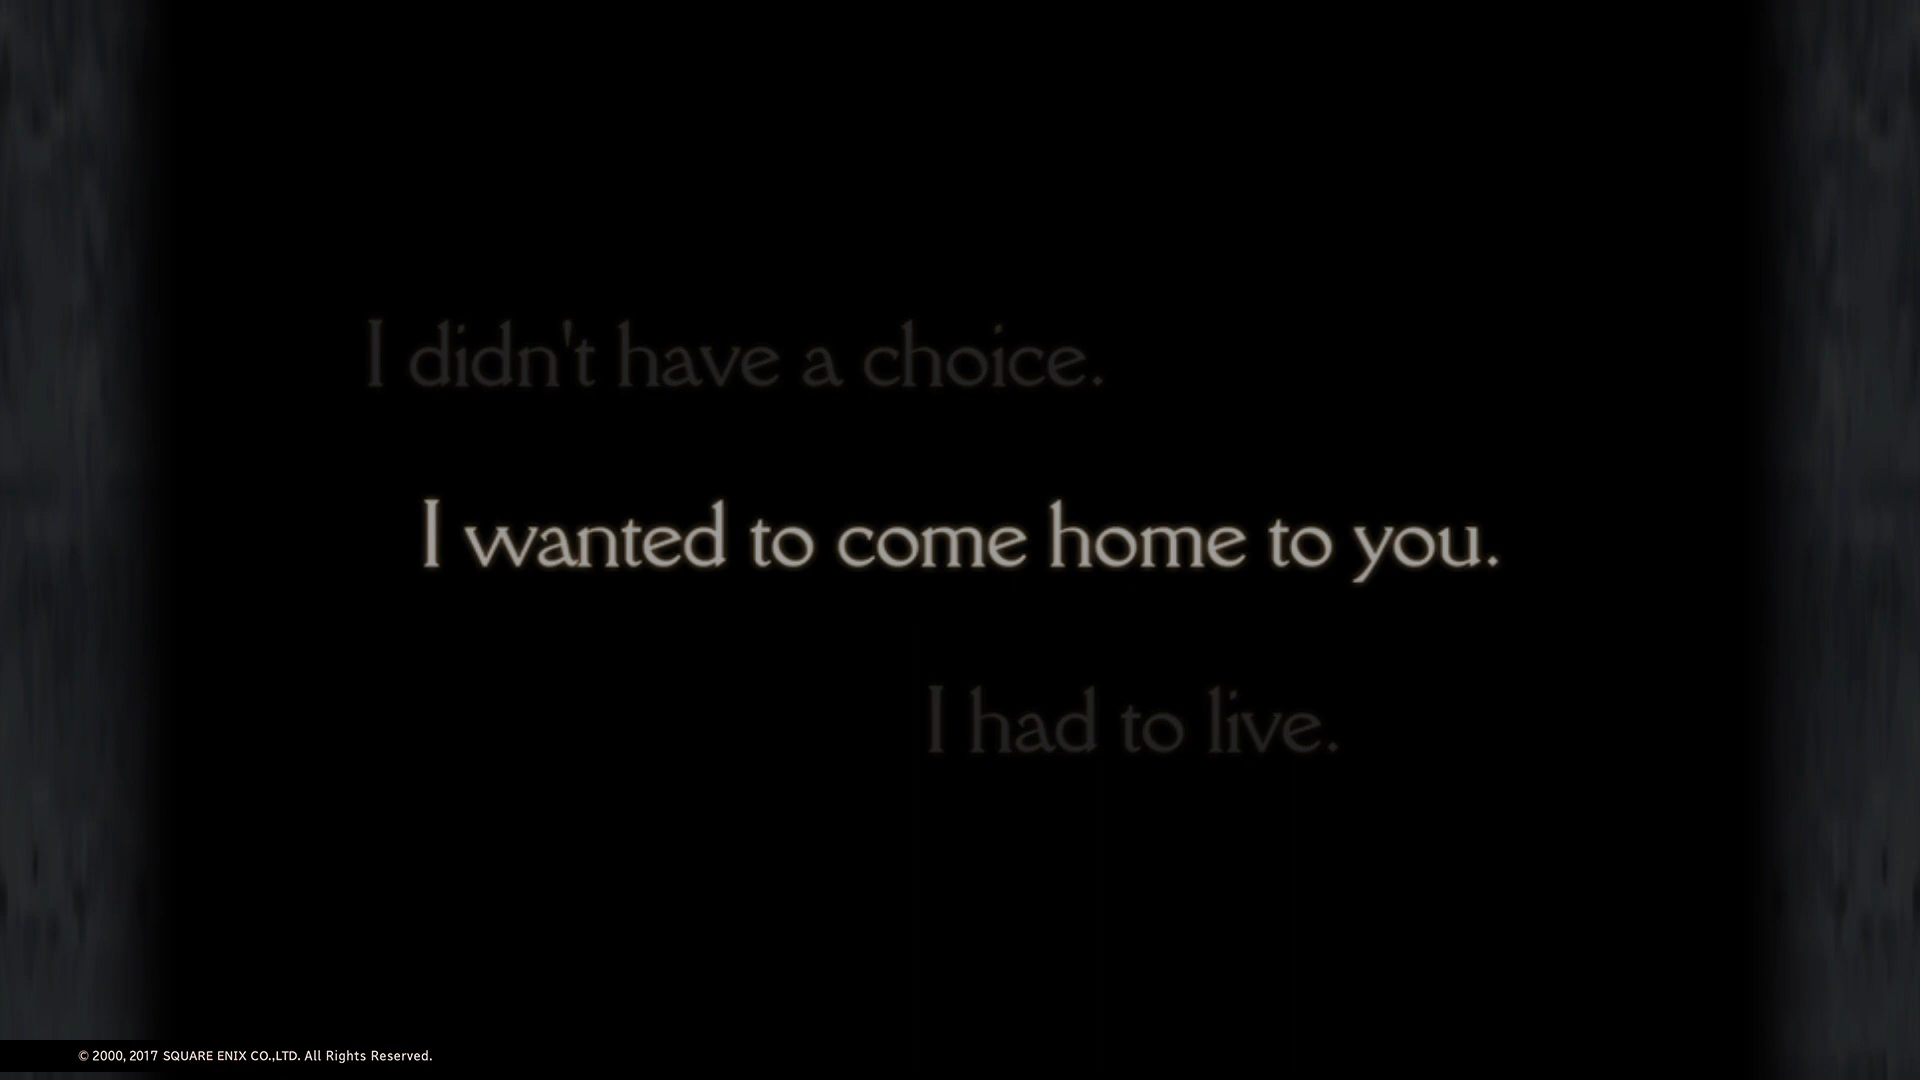 I didn't have a choice.
I wanted to come home to you.
I had to live.
© 2000, 2017 SQUARE ENIX CO.,LTD. All Rights Reserved.